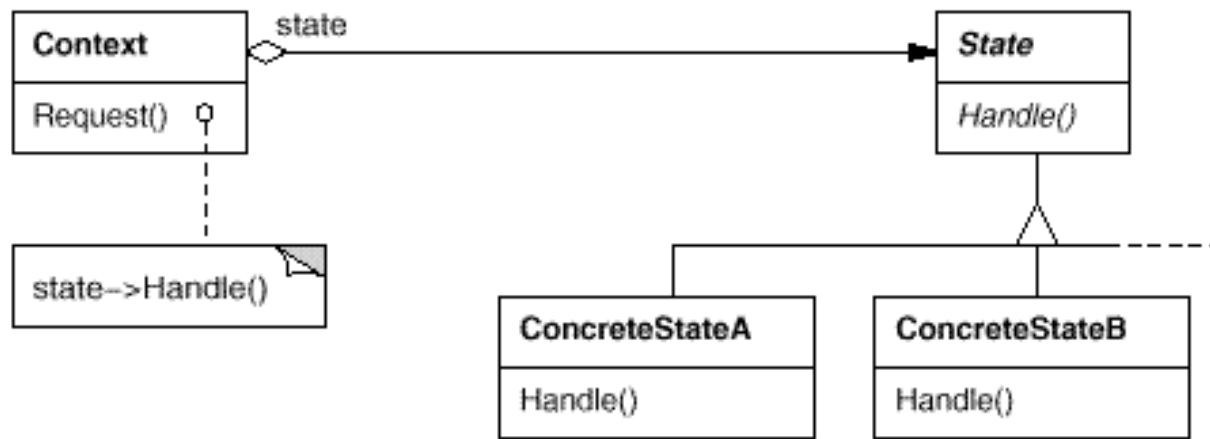 Context
Request()
state
State
Handle()
state->Handle()
ConcreteStateA
Handle()
ConcreteStateB
Handle()